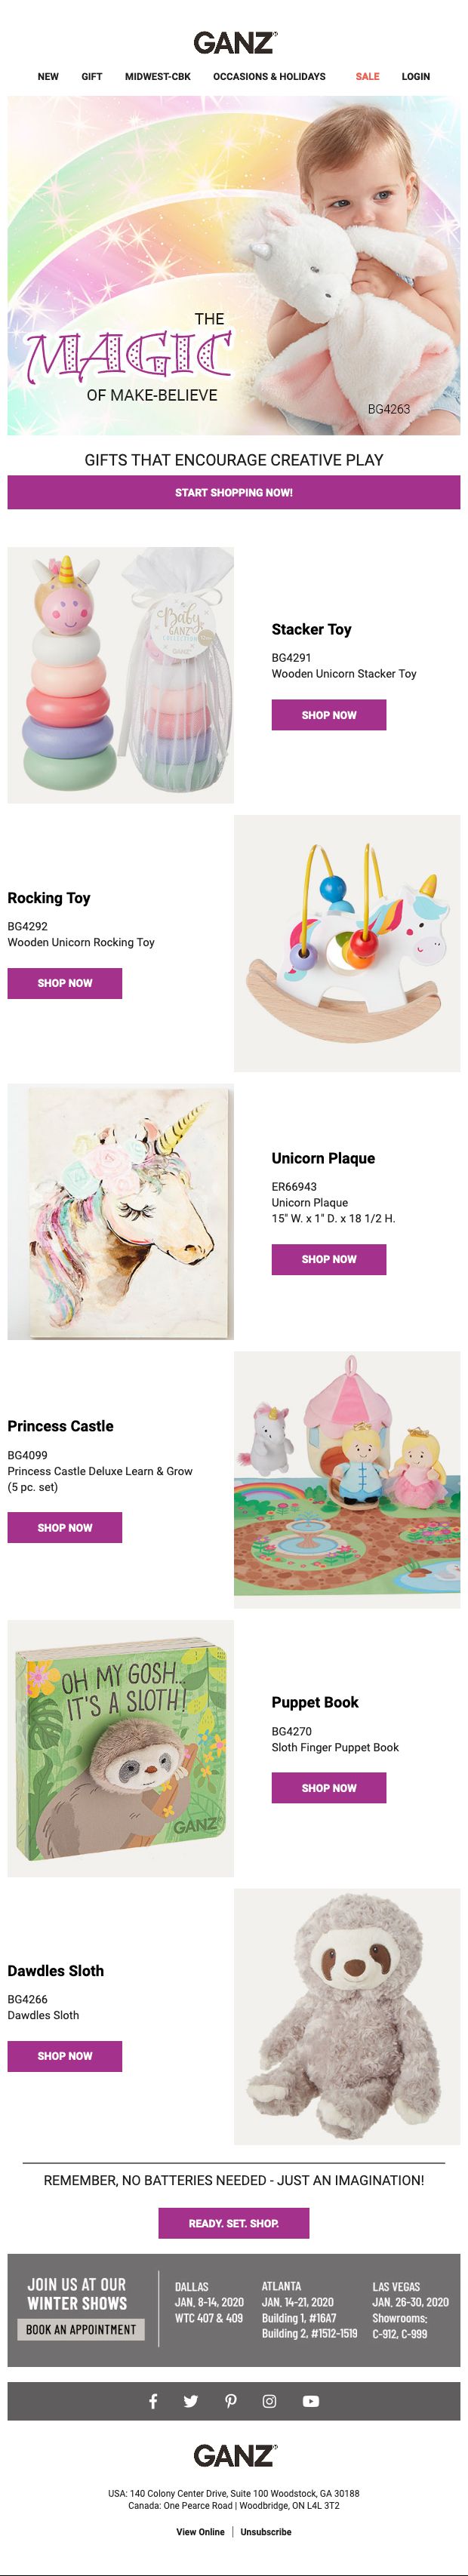 GANZ
NEW GIFT MIDWEST-CBK OCCASIONS & HOLIDAYS SALE LOGIN
THE
MAGIC
OF MAKE-BELIEVE
BG4263
GIFTS THAT ENCOURAGE CREATIVE PLAY
START SHOPPING NOW!
Baby
GANZ
COLLECTION
GANZ
Stacker Toy
BG4291
Wooden Unicorn Stacker Toy
SHOP NOW
Rocking Toy
BG4292
Wooden Unicorn Rocking Toy
SHOP NOW
Unicorn Plaque
ER66943
Unicorn Plaque
15" W. x 1" D. x 18 1/2 H.
SHOP NOW
Princess Castle
BG4099
Princess Castle Deluxe Learn & Grow
(5 pc. set)
SHOP NOW
OH MY GOSH...
IT'S A SLOTH!
GANZ
Puppet Book
BG4270
Sloth Finger Puppet Book
SHOP NOW
Dawdles Sloth
BG4266
Dawdles Sloth
SHOP NOW
REMEMBER, NO BATTERIES NEEDED - JUST AN IMAGINATION!
READY. SET. SHOP.
JOIN US AT OUR
WINTER SHOWS
BOOK AN APPOINTMENT
DALLAS
JAN. 8-14, 2020
WTC 407 & 409
ATLANTA
JAN. 14-21, 2020
Building 1, #16A7
Building 2, #1512-1519
LAS VEGAS
JAN. 26-30, 2020
Showrooms:
C-912, C-999
GANZ
USA: 140 Colony Center Drive, Suite 100 Woodstock, GA 30188
Canada: One Pearce Road | Woodbridge, ON L4L 3T2
View Online | Unsubscribe